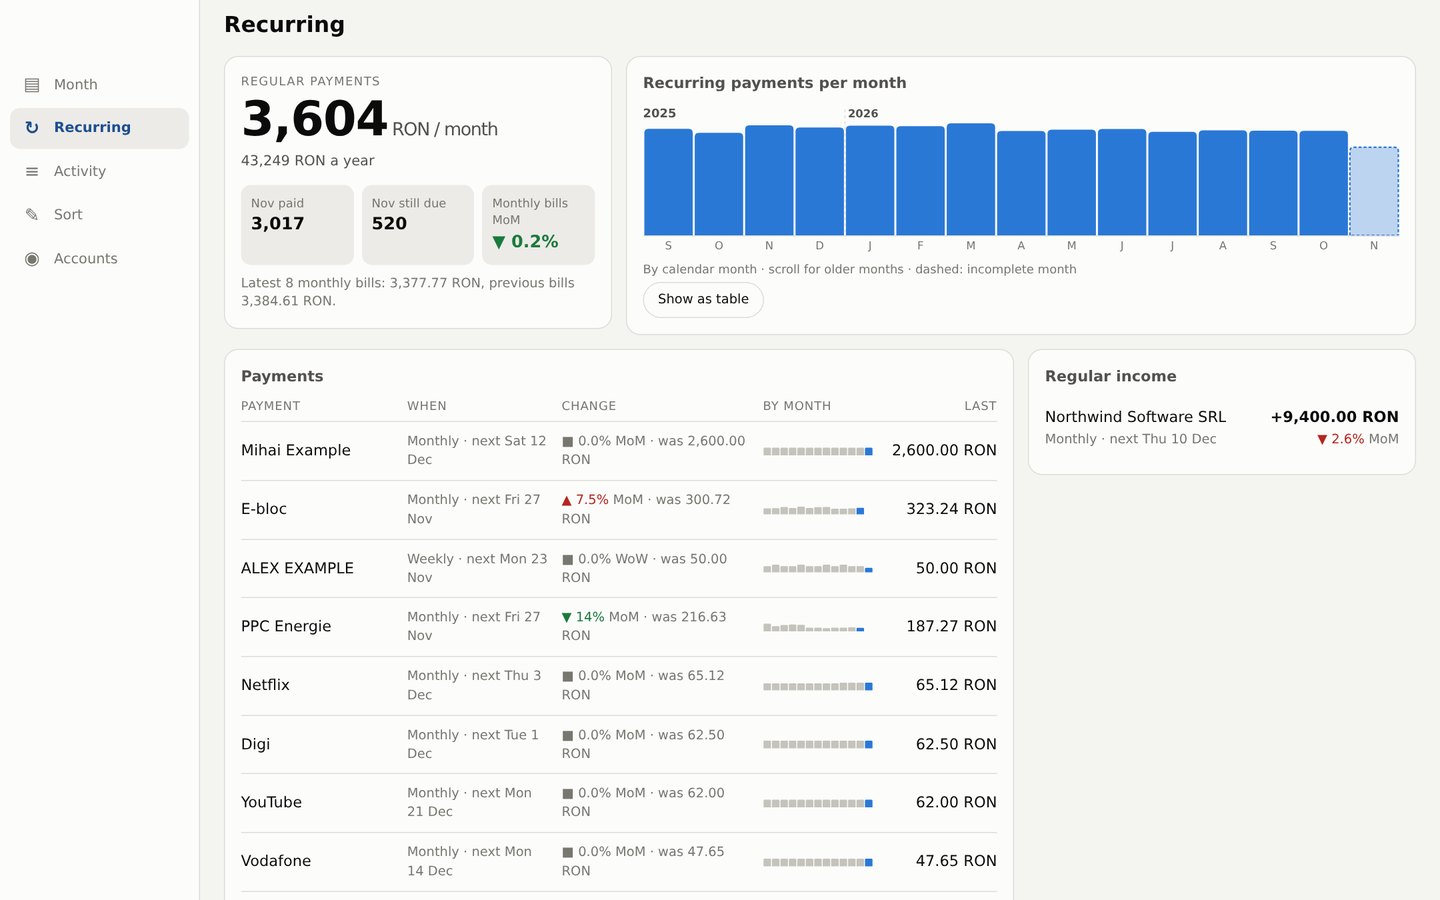 Recurring
Month
Recurring
Activity
Sort
Accounts
REGULAR PAYMENTS
3,604 RON / month
43,249 RON a year
Nov paid
3,017
Nov still due
520
Monthly bills
MoM
▼ 0.2%
Latest 8 monthly bills: 3,377.77 RON, previous bills
3,384.61 RON.
Recurring payments per month
2025 2026
S O N D J F M A M J J A S O N
By calendar month · scroll for older months · dashed: incomplete month
Show as table
Payments
PAYMENT WHEN CHANGE BY MONTH LAST
Mihai Example Monthly · next Sat 12 ■ 0.0% MoM · was 2,600.00 2,600.00 RON
Dec RON
E-bloc Monthly · next Fri 27 ▲ 7.5% MoM · was 300.72 323.24 RON
Nov RON
ALEX EXAMPLE Weekly · next Mon 23 ■ 0.0% WoW · was 50.00 50.00 RON
Nov RON
PPC Energie Monthly · next Fri 27 ▼ 14% MoM · was 216.63 187.27 RON
Nov RON
Netflix Monthly · next Thu 3 ■ 0.0% MoM · was 65.12 65.12 RON
Dec RON
Digi Monthly · next Tue 1 ■ 0.0% MoM · was 62.50 62.50 RON
Dec RON
YouTube Monthly · next Mon ■ 0.0% MoM · was 62.00 62.00 RON
21 Dec RON
Vodafone Monthly · next Mon ■ 0.0% MoM · was 47.65 47.65 RON
14 Dec RON
Regular income
Northwind Software SRL +9,400.00 RON
Monthly · next Thu 10 Dec ▼ 2.6% MoM